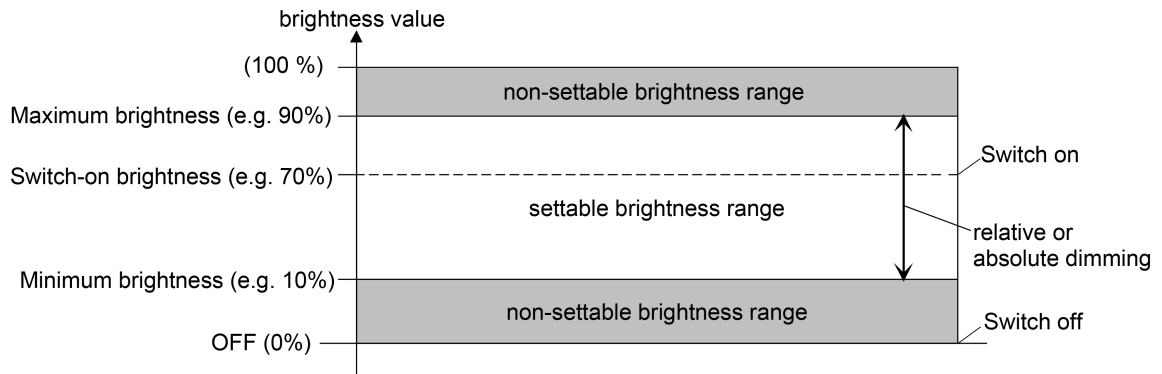 brightness value
(100 %)
non-settable brightness range
Maximum brightness (e.g. 90%)
Switch on
Switch-on brightness (e.g. 70%)
settable brightness range
relative or
absolute dimming
Minimum brightness (e.g. 10%)
non-settable brightness range
Switch off
OFF (0%)